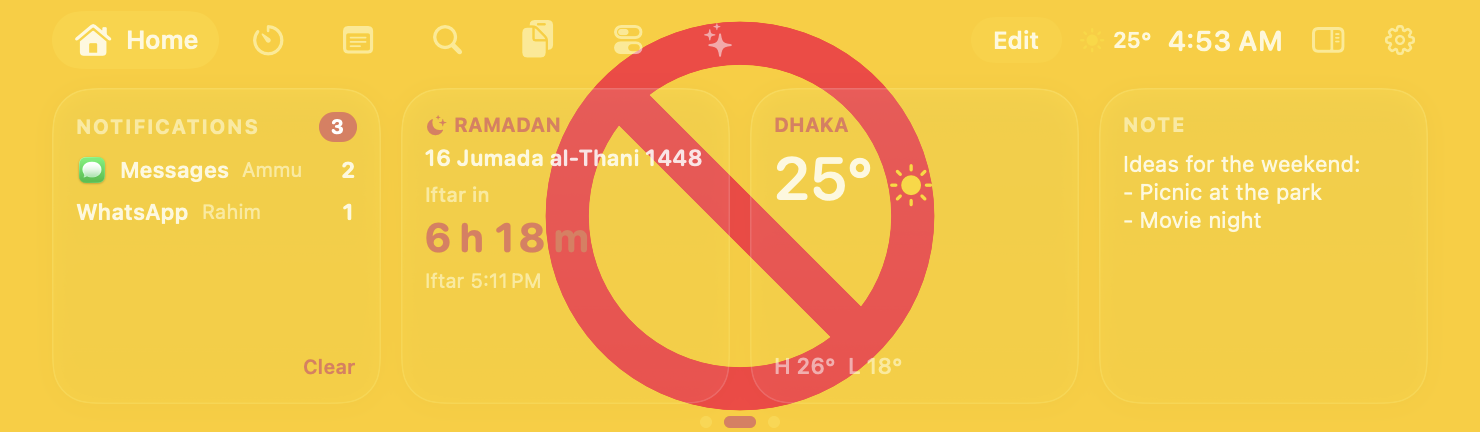 Home
Edit
25° 4:53 AM
NOTIFICATIONS 3
Messages Ammu 2
WhatsApp Rahim 1
Clear
RAMADAN
16 Jumada al-Thani 1448
Iftar in
6 h 18 m
Iftar 5:11 PM
DHAKA
25°
H 26° L 18°
NOTE
Ideas for the weekend:
- Picnic at the park
- Movie night